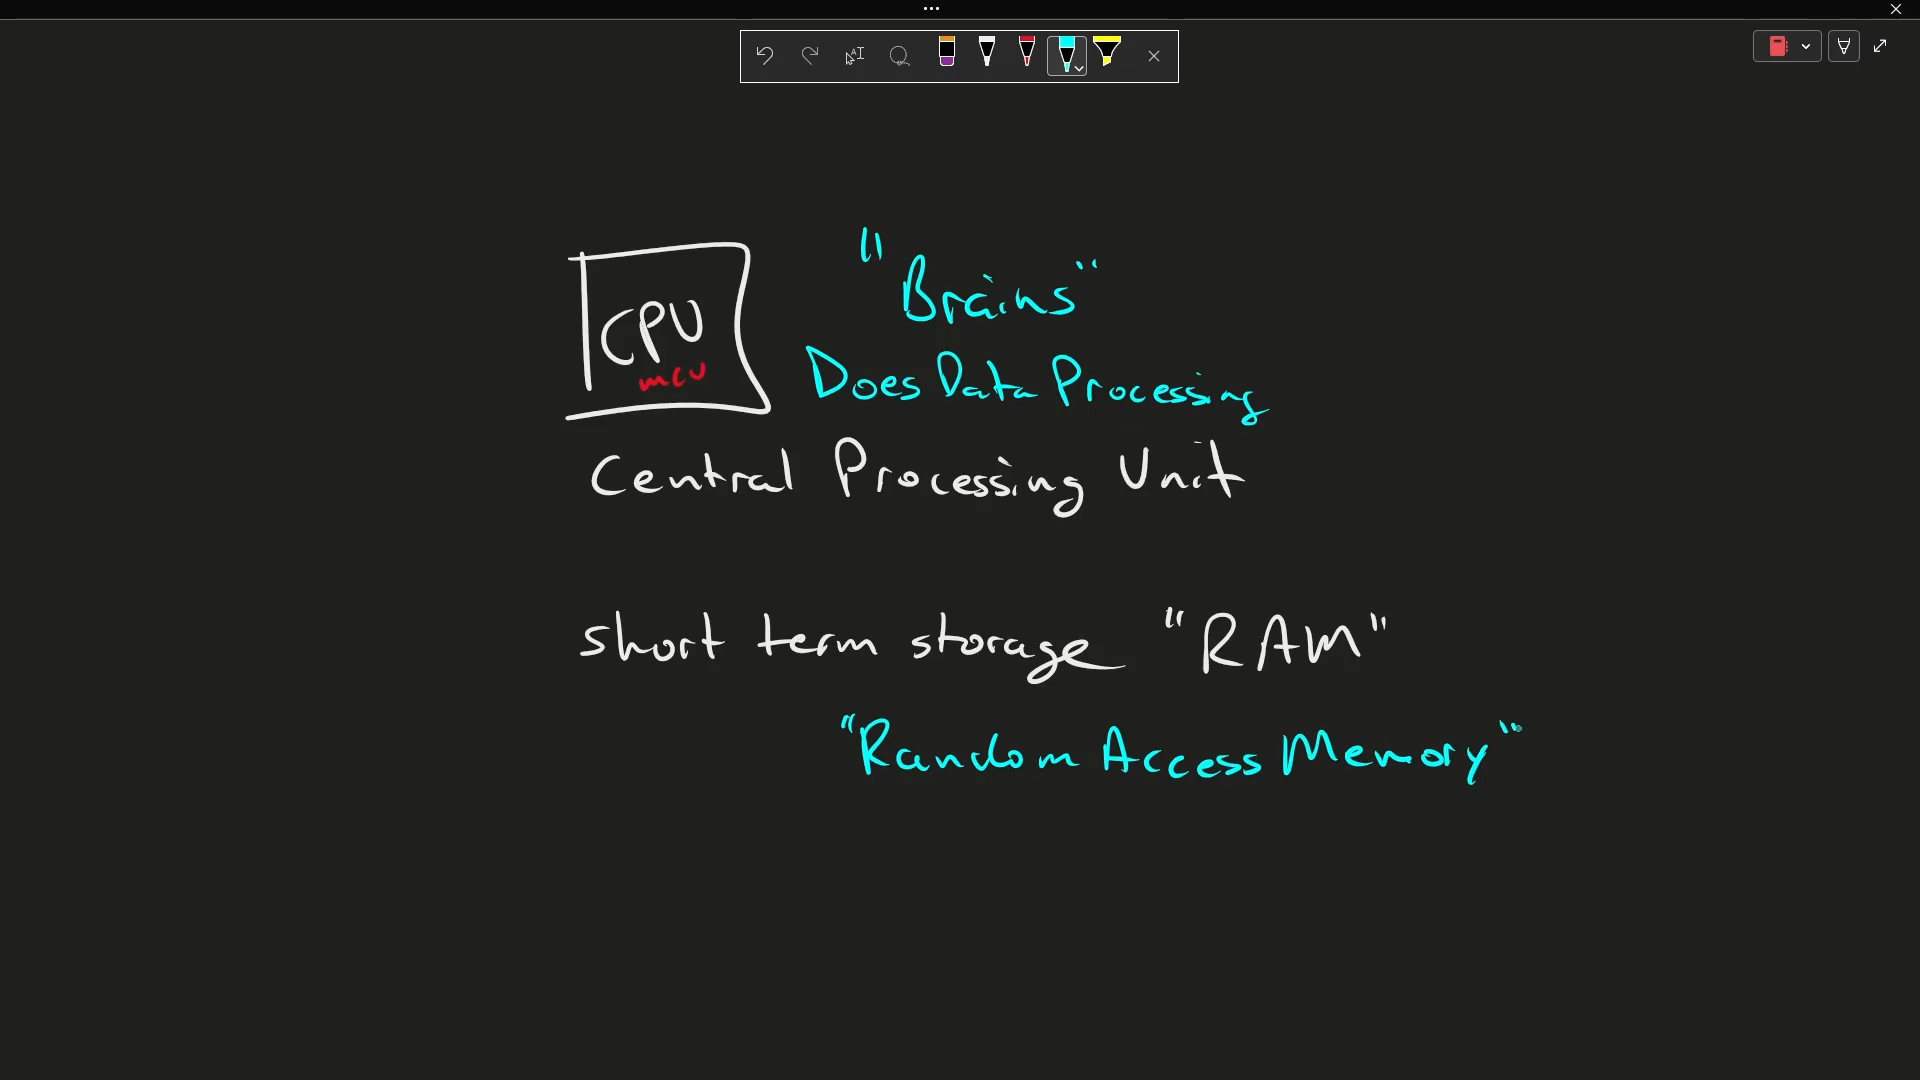 "Brains"
CPU
mcu
Does Data Processing
Central Processing Unit
short term storage "RAM"
"Random Access Memory"